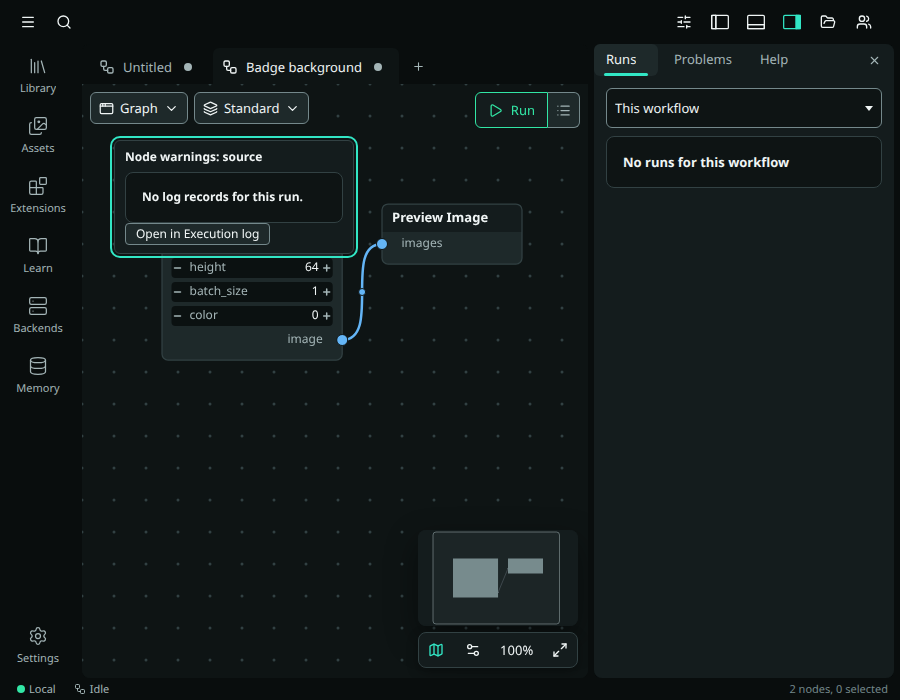 Untitled
Badge background
Runs
Problems
Help
Library
Assets
Extensions
Learn
Backends
Memory
Settings
Graph
Standard
Run
This workflow
No runs for this workflow
Node warnings: source
No log records for this run.
Open in Execution log
height 64
batch_size 1
color 0
image
Preview Image
images
100%
Local
Idle
2 nodes, 0 selected